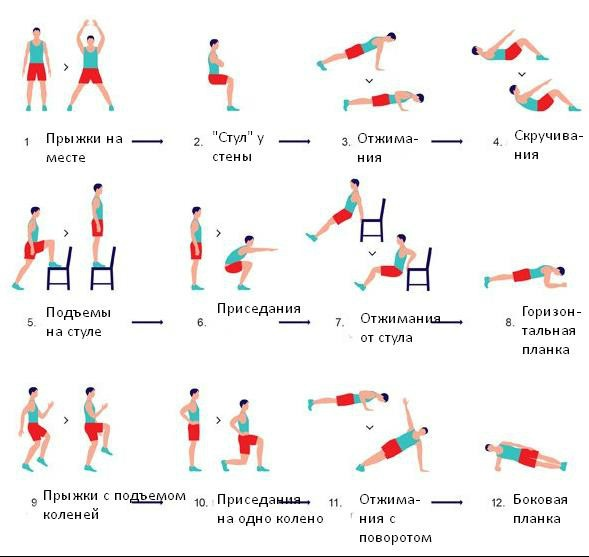 1 Прыжки на
месте
2. "Стул" у
стены
3. Отжима-
ния
4. Скручива-
ния
5. Подъемы
на стуле
6. Приседания
7. Отжимания
от стула
8. Горизон-
тальная
планка
9 Прыжки с подъемом
коленей
10. Приседания
на одно колено
11. Отжима-
ния с
поворотом
12. Боковая
планка